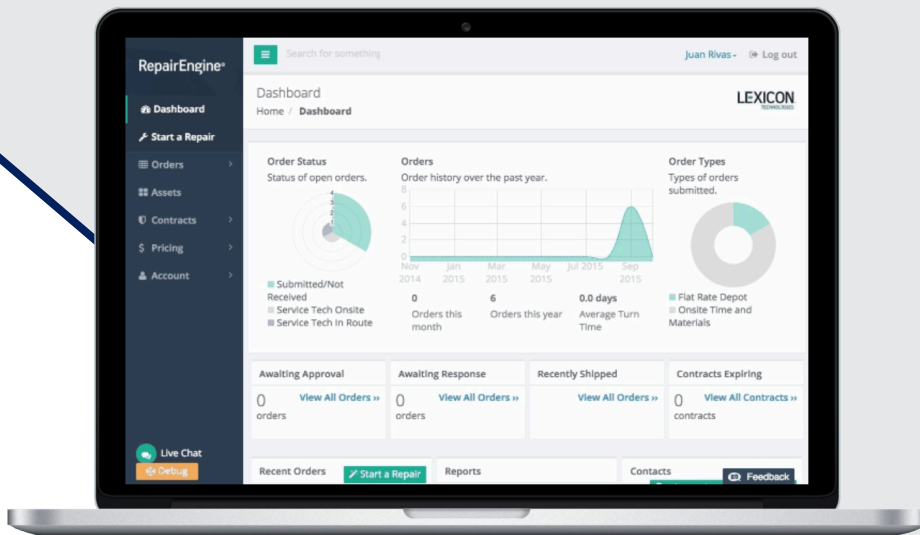 RepairEngine®
Dashboard
Start a Repair
Orders
Assets
Contracts
$ Pricing
Account
Live Chat
Debug
Search for something
Juan Rivas
Log out
Dashboard
Home / Dashboard
LEXICON
TECHNOLOGIES
Order Status
Status of open orders.
4
3
2
1
Submitted/Not
Received
Service Tech Onsite
Service Tech In Route
Orders
Order history over the past year.
8
6
4
2
0
Nov 2014
Jan 2015
Mar 2015
May 2015
Jul 2015
Sep 2015
0
Orders this
month
6
Orders this year
0.0 days
Average Turn
Time
Order Types
Types of orders
submitted.
Flat Rate Depot
Onsite Time and
Materials
Awaiting Approval
0
orders
View All Orders »
Awaiting Response
0
orders
View All Orders »
Recently Shipped
View All Orders »
Contracts Expiring
0
contracts
View All Contracts »
Recent Orders
Start a Repair
Reports
Contacts
Feedback